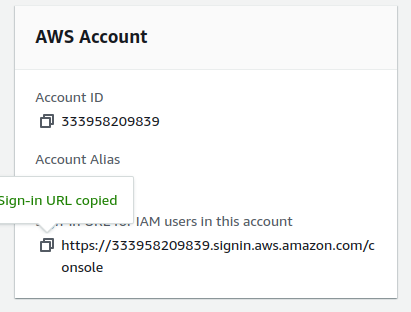 AWS Account
Account ID
333958209839
Account Alias
Sign-in URL copied
IAM users in this account
https://333958209839.signin.aws.amazon.com/c
onsole